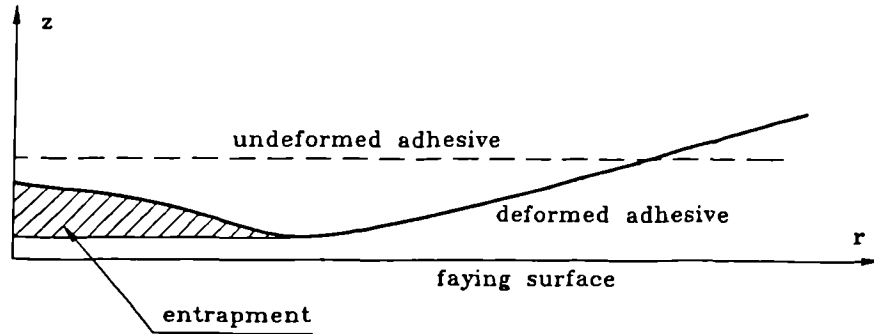 z
undeformed adhesive
deformed adhesive
r
faying surface
entrapment